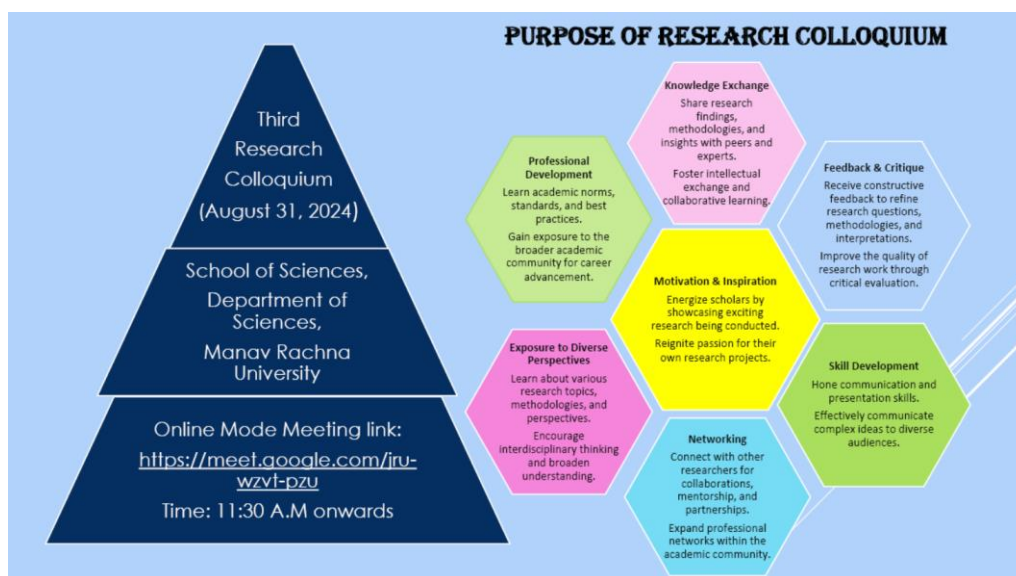 PURPOSE OF RESEARCH COLLOQUIUM
Third
Research
Colloquium
(August 31, 2024)
School of Sciences,
Department of
Sciences,
Manav Rachna
University
Online Mode Meeting link:
https://meet.google.com/jru-
wzvt-pzu
Time: 11:30 A.M onwards
Knowledge Exchange
Share research
findings,
methodologies, and
insights with peers and
experts.
Foster intellectual
exchange and
collaborative learning.
Professional
Development
Learn academic norms,
standards, and best
practices.
Gain exposure to the
broader academic
community for career
advancement.
Feedback & Critique
Receive constructive
feedback to refine
research questions,
methodologies, and
interpretations.
Improve the quality of
research work through
critical evaluation.
Motivation & Inspiration
Energize scholars by
showcasing exciting
research being conducted.
Reignite passion for their
own research projects.
Exposure to Diverse
Perspectives
Learn about various
research topics,
methodologies, and
perspectives.
Encourage
interdisciplinary thinking
and broaden
understanding.
Skill Development
Hone communication and
presentation skills.
Effectively communicate
complex ideas to diverse
audiences.
Networking
Connect with other
researchers for
collaborations,
mentorship, and
partnerships.
Expand professional
networks within the
academic community.